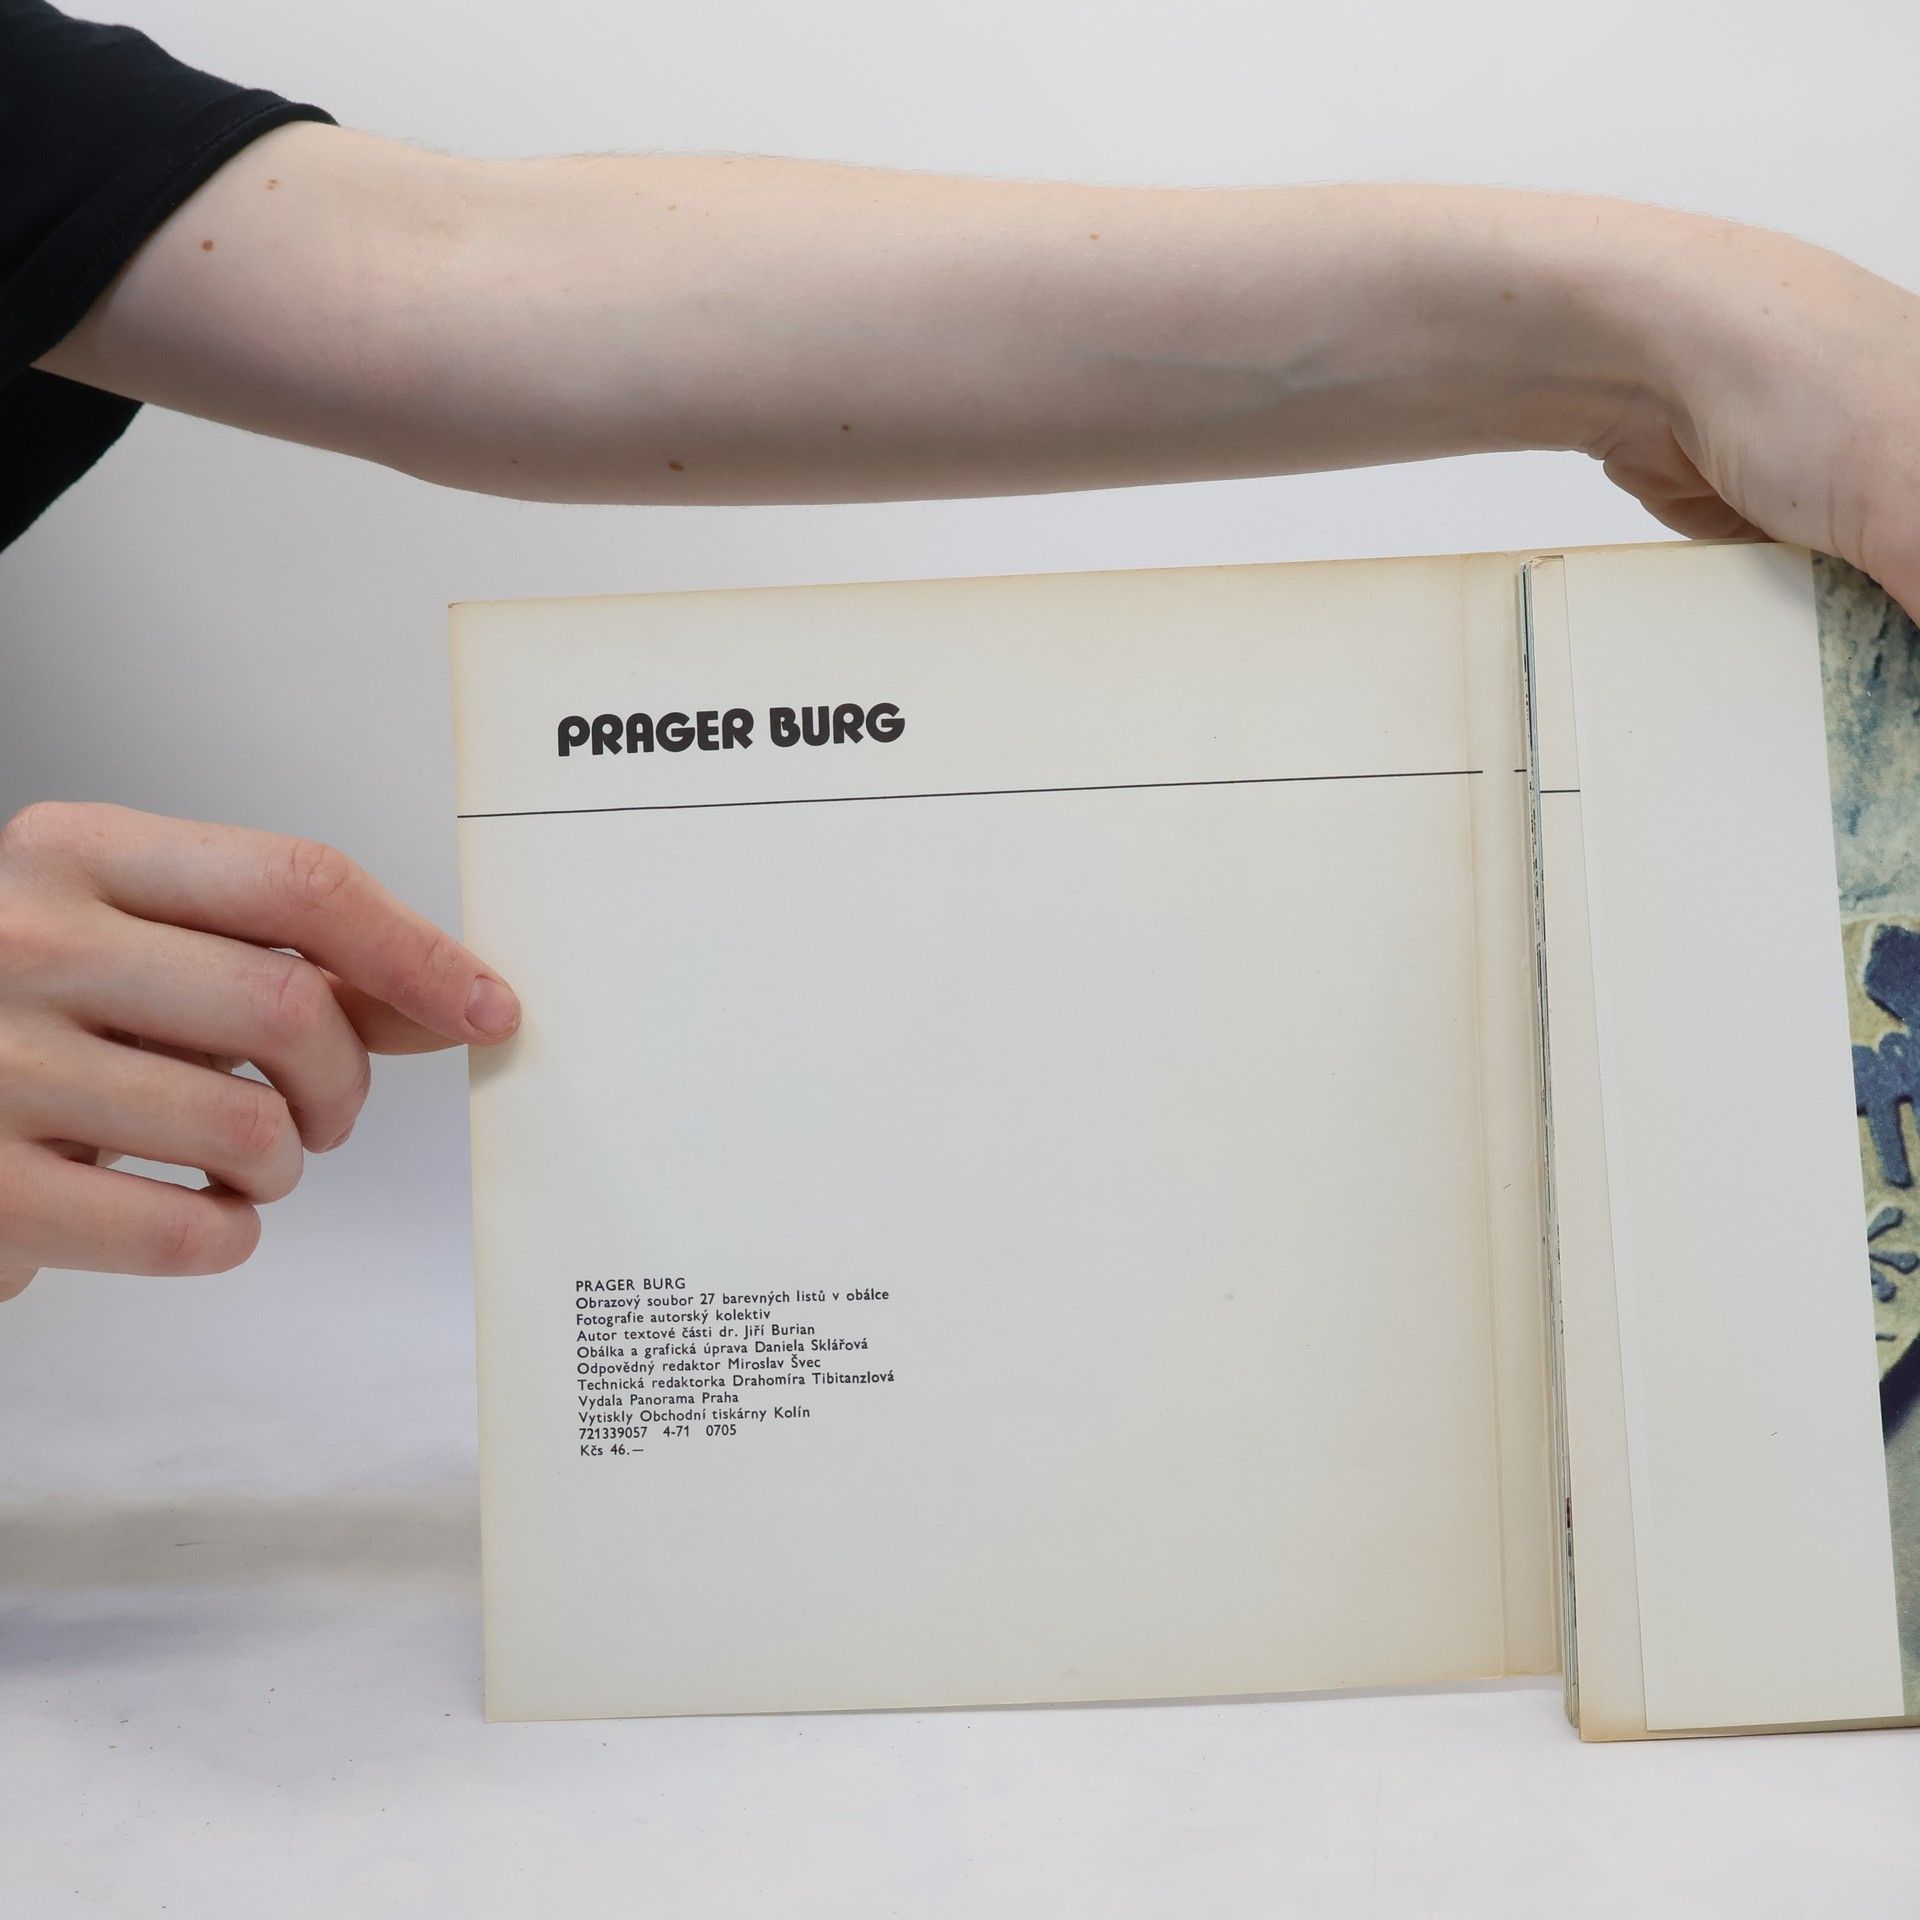 PRAGER BURG
PRAGER BURG
Obrazový soubor 27 barevných listů v obálce
Fotografie autorský kolektiv
Autor textové části dr. Jiří Burian
Obálka a grafická úprava Daniela Sklářová
Odpovědný redaktor Miroslav Švec
Technická redaktorka Drahomíra Tibitanzlová
Vydala Panorama Praha
Vytiskly Obchodní tiskárny Kolín
721339057 4-71 0705
Kčs 46.—